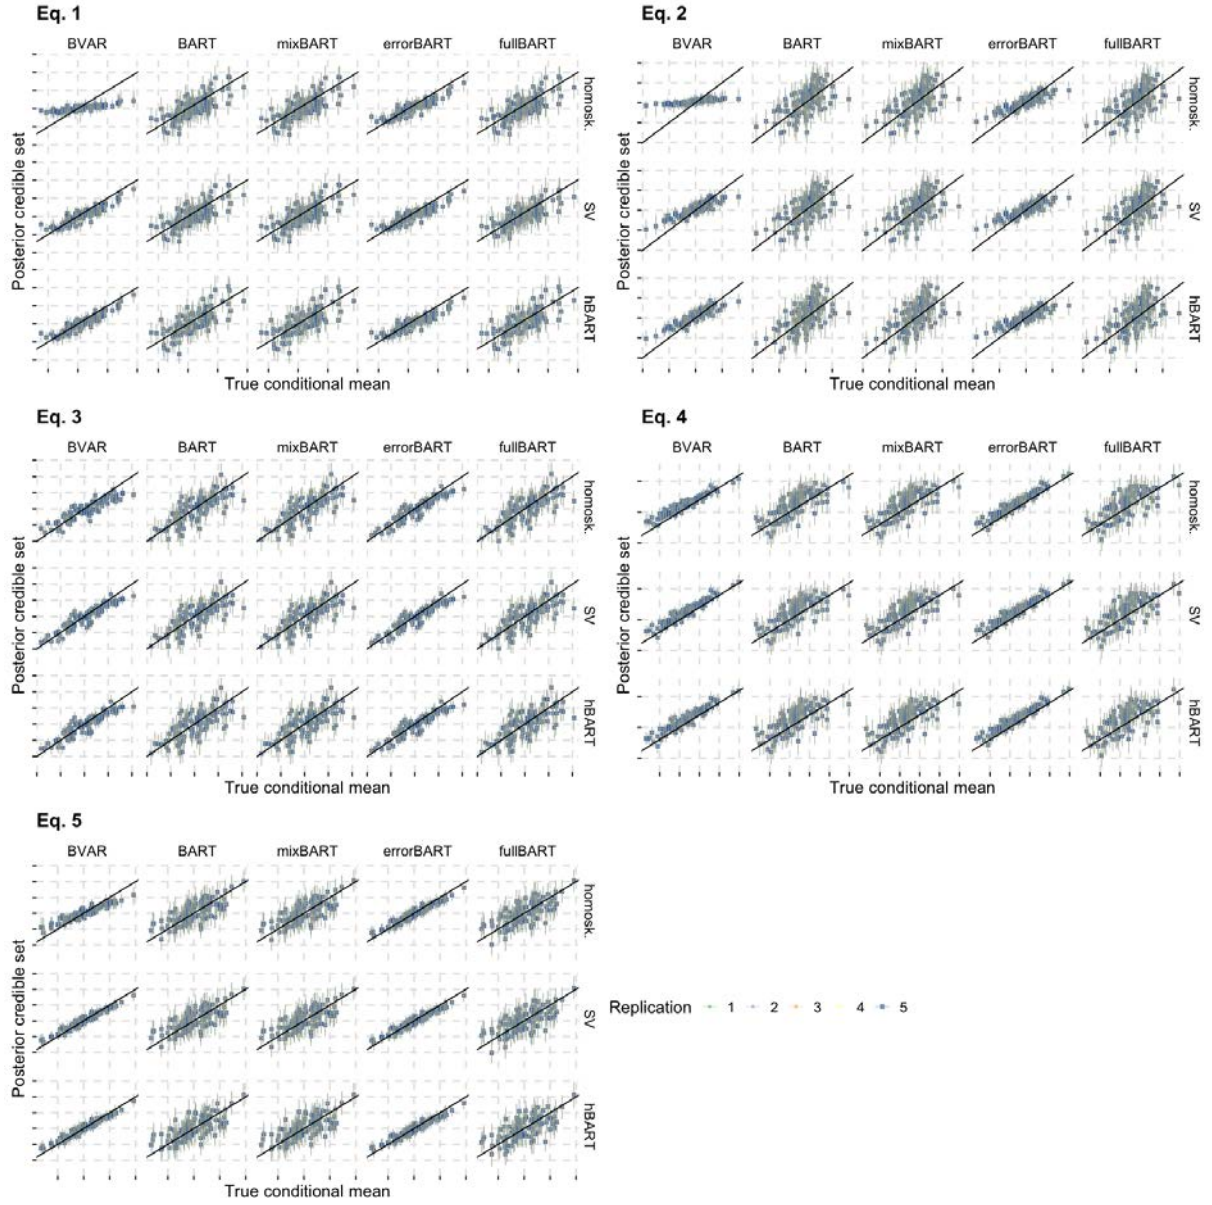 Eq. 1
BVAR BART mixBART errorBART fullBART
homosk.
SV
hBART
Posterior credible set
True conditional mean
Eq. 2
BVAR BART mixBART errorBART fullBART
homosk.
SV
hBART
Posterior credible set
True conditional mean
Eq. 3
BVAR BART mixBART errorBART fullBART
homosk.
SV
hBART
Posterior credible set
True conditional mean
Eq. 4
BVAR BART mixBART errorBART fullBART
homosk.
SV
hBART
Posterior credible set
True conditional mean
Eq. 5
BVAR BART mixBART errorBART fullBART
homosk.
SV
hBART
Posterior credible set
True conditional mean
Replication 1 2 3 4 5